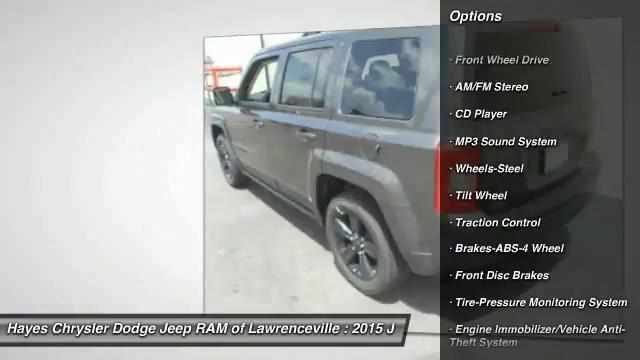 Options
· Front Wheel Drive
· AM/FM Stereo
· CD Player
· MP3 Sound System
· Wheels-Steel
· Tilt Wheel
· Traction Control
· Brakes-ABS-4 Wheel
· Front Disc Brakes
· Tire-Pressure Monitoring System
· Engine Immobilizer/Vehicle Anti-
Theft System
Hayes Chrysler Dodge Jeep RAM of Lawrenceville : 2015 J